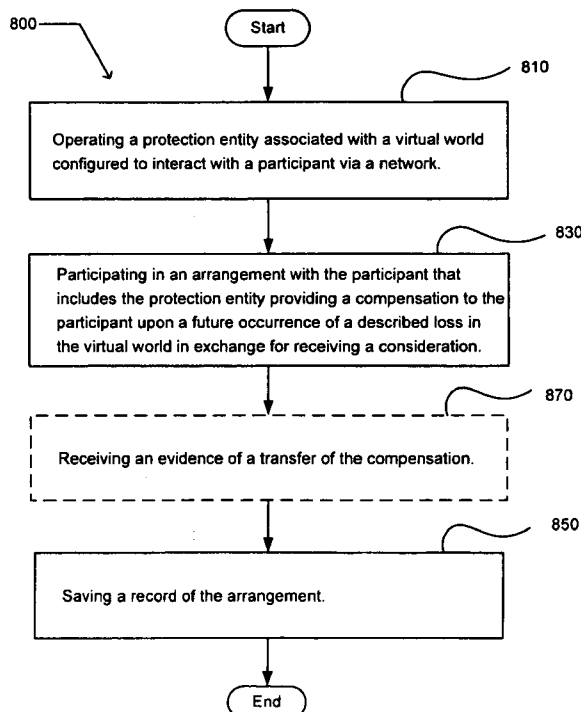 800
Start
810
Operating a protection entity associated with a virtual world
configured to interact with a participant via a network.
830
Participating in an arrangement with the participant that
includes the protection entity providing a compensation to the
participant upon a future occurrence of a described loss in
the virtual world in exchange for receiving a consideration.
870
Receiving an evidence of a transfer of the compensation.
850
Saving a record of the arrangement.
End